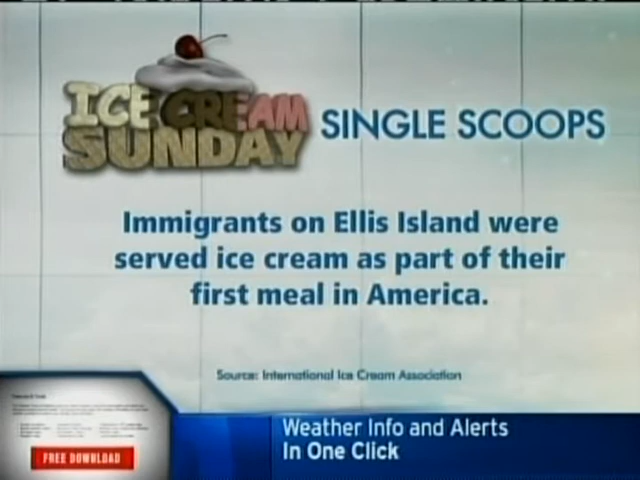 ICE CREAM
SUNDAY
SINGLE SCOOPS
Immigrants on Ellis Island were
served ice cream as part of their
first meal in America.
Source: International Ice Cream Association
Weather Info and Alerts
In One Click
FREE DOWNLOAD